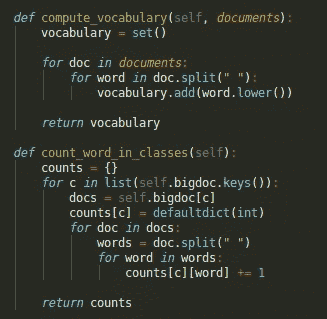 def compute_vocabulary(self, documents):
    vocabulary = set()

    for doc in documents:
        for word in doc.split(" "):
            vocabulary.add(word.lower())

    return vocabulary

def count_word_in_classes(self):
    counts = {}
    for c in list(self.bigdoc.keys()):
        docs = self.bigdoc[c]
        counts[c] = defaultdict(int)
        for doc in docs:
            words = doc.split(" ")
            for word in words:
                counts[c][word] += 1

    return counts